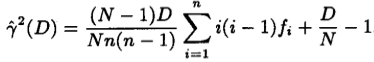 $$\hat{\gamma}^2(D) = \frac{(N-1)D}{Nn(n-1)} \sum_{i=1}^{n} i(i-1)f_i + \frac{D}{N} - 1$$